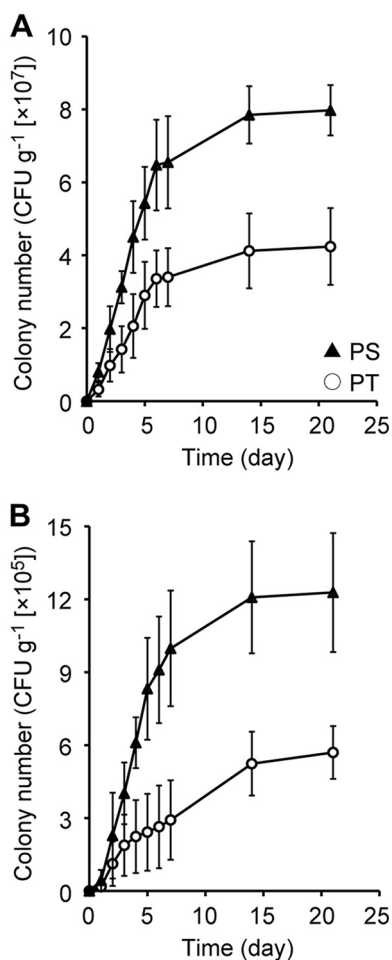 A
Colony number (CFU g⁻¹ [×10⁷])
10
8
6
4
2
0
▲ PS
○ PT
0 5 10 15 20 25
Time (day)
B
Colony number (CFU g⁻¹ [×10⁵])
15
12
9
6
3
0
0 5 10 15 20 25
Time (day)